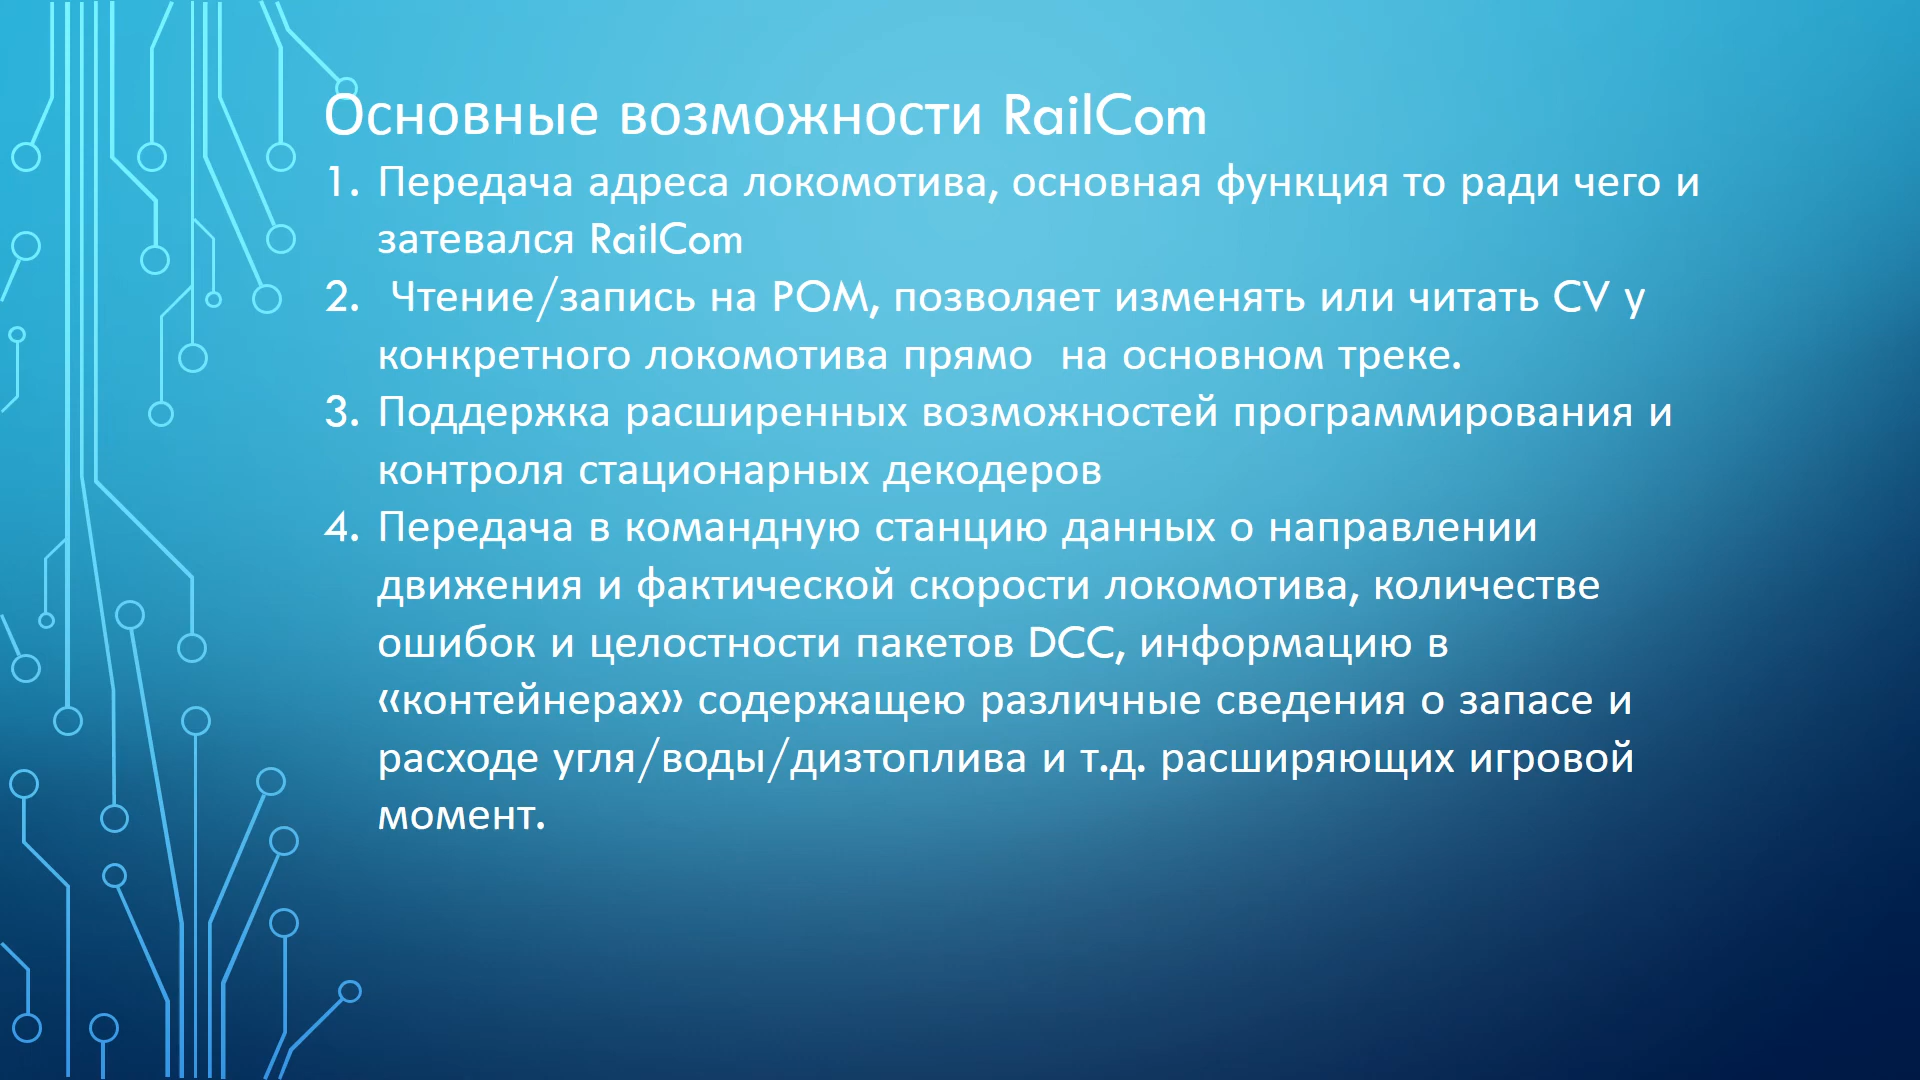 Основные возможности RailCom
1. Передача адреса локомотива, основная функция то ради чего и
затевался RailCom
2. Чтение/запись на POM, позволяет изменять или читать CV у
конкретного локомотива прямо на основном треке.
3. Поддержка расширенных возможностей программирования и
контроля стационарных декодеров
4. Передача в командную станцию данных о направлении
движения и фактической скорости локомотива, количестве
ошибок и целостности пакетов DCC, информацию в
«контейнерах» содержащею различные сведения о запасе и
расходе угля/воды/дизтоплива и т.д. расширяющих игровой
момент.